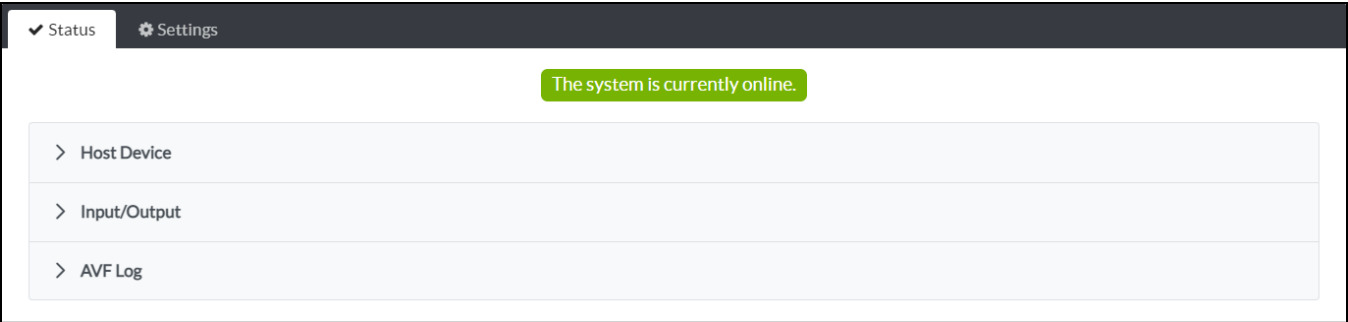 Status
Settings
The system is currently online.
Host Device
Input/Output
AVF Log